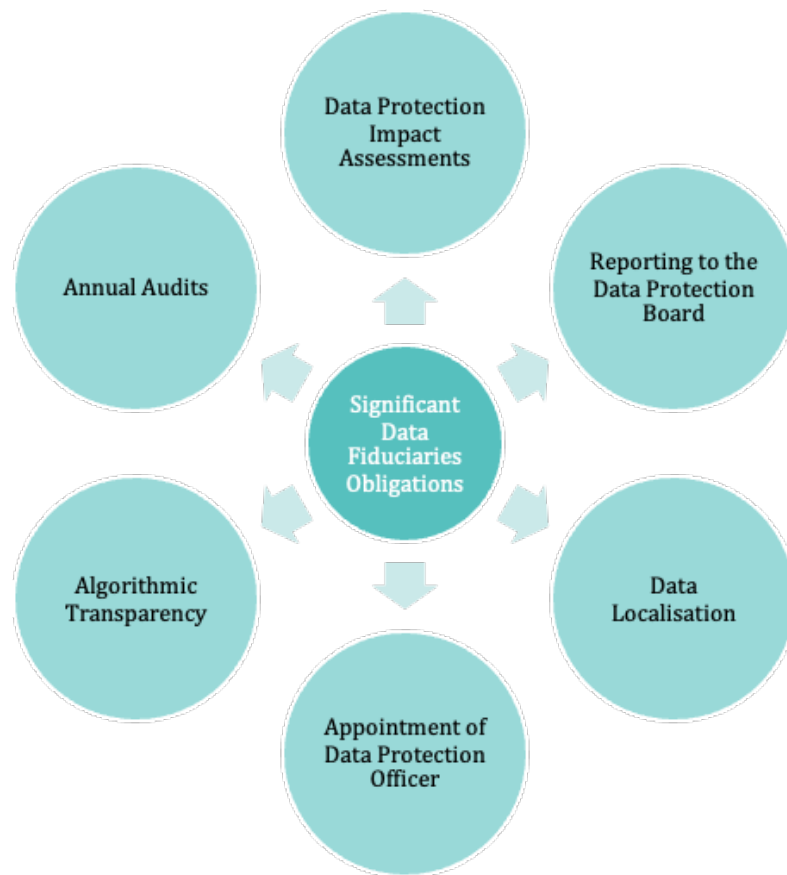 Data Protection
Impact
Assessments
Reporting to the
Data Protection
Board
Data
Localisation
Appointment of
Data Protection
Officer
Algorithmic
Transparency
Annual Audits
Significant
Data
Fiduciaries
Obligations